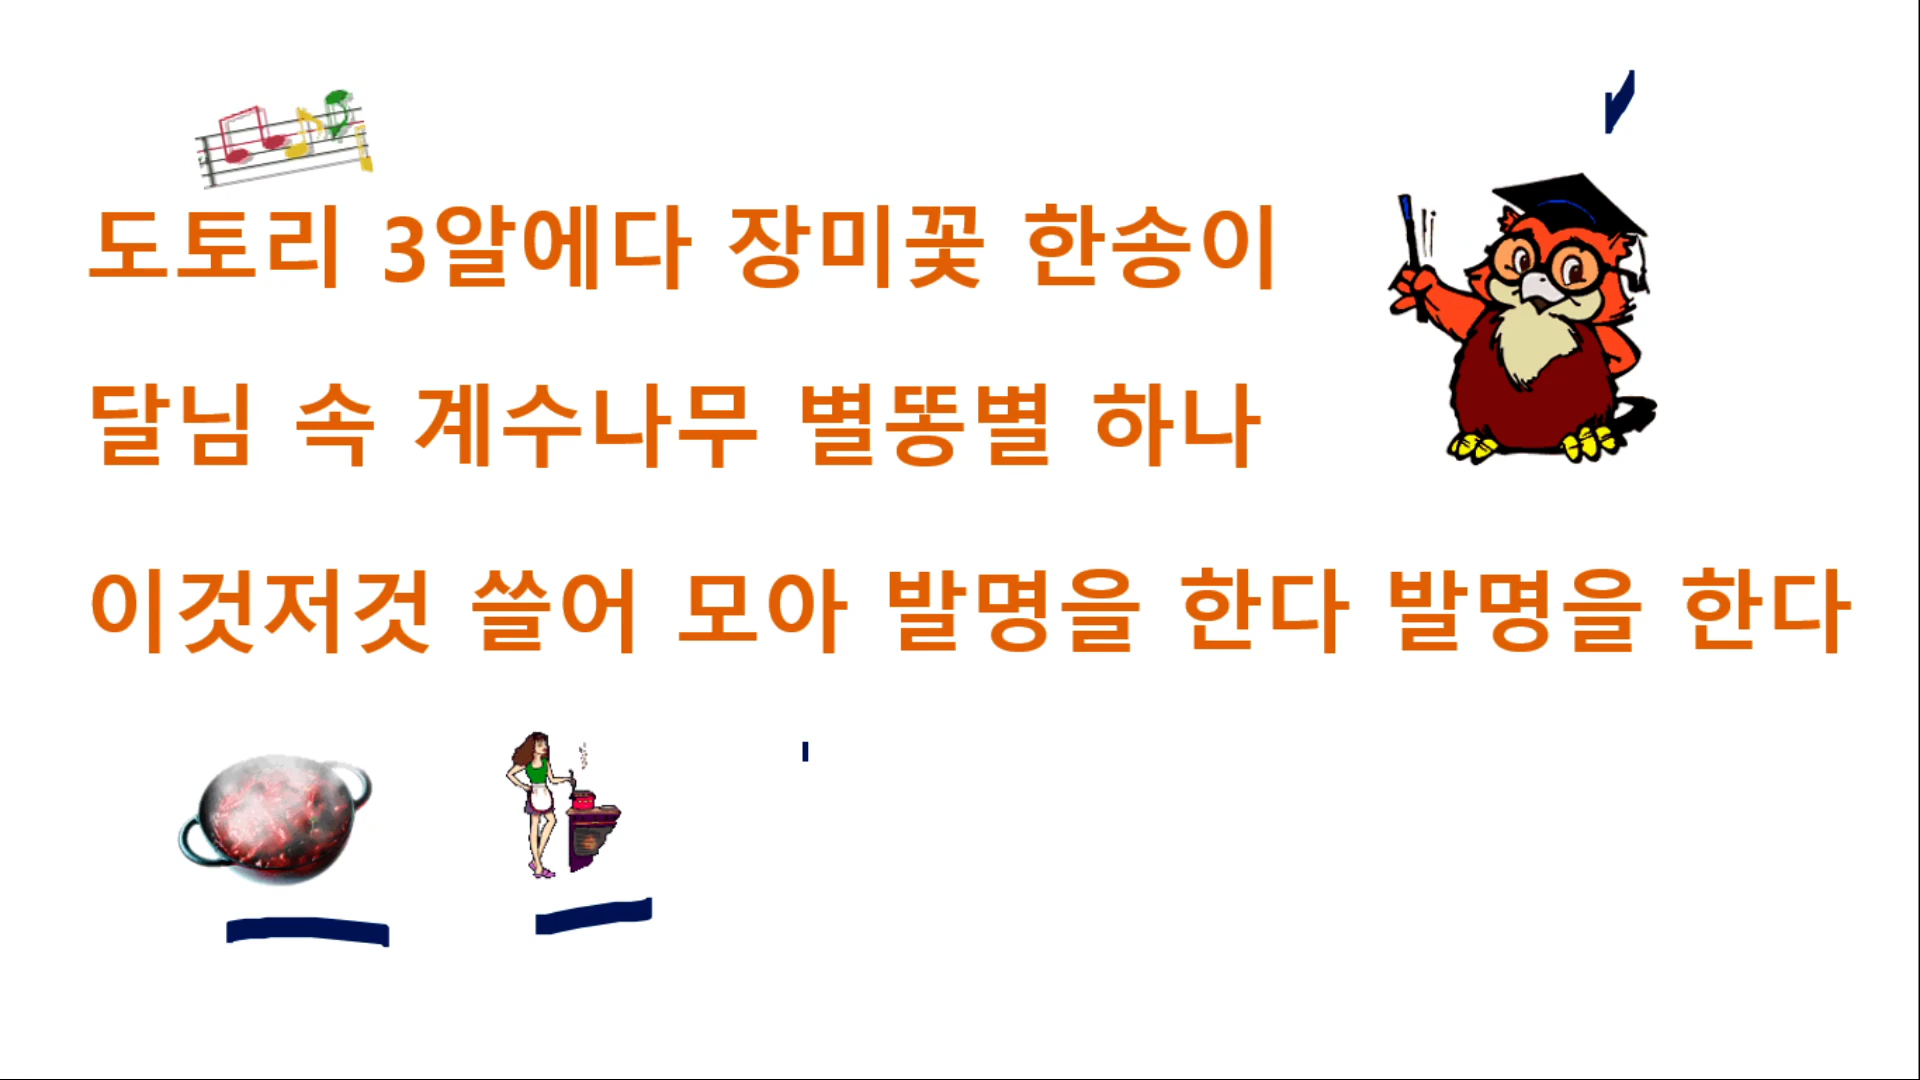 도토리 3알에다 장미꽃 한송이
달님 속 계수나무 별똥별 하나
이것저것 쓸어 모아 발명을 한다 발명을 한다